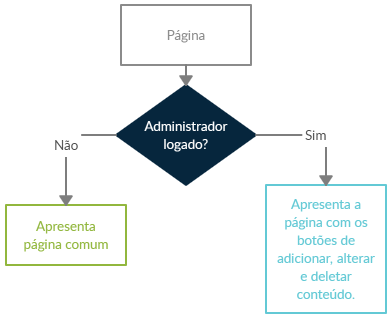 Página
Administrador
logado?
Não
Sim
Apresenta
página comum
Apresenta a
página com os
botões de
adicionar, alterar
e deletar
conteúdo.